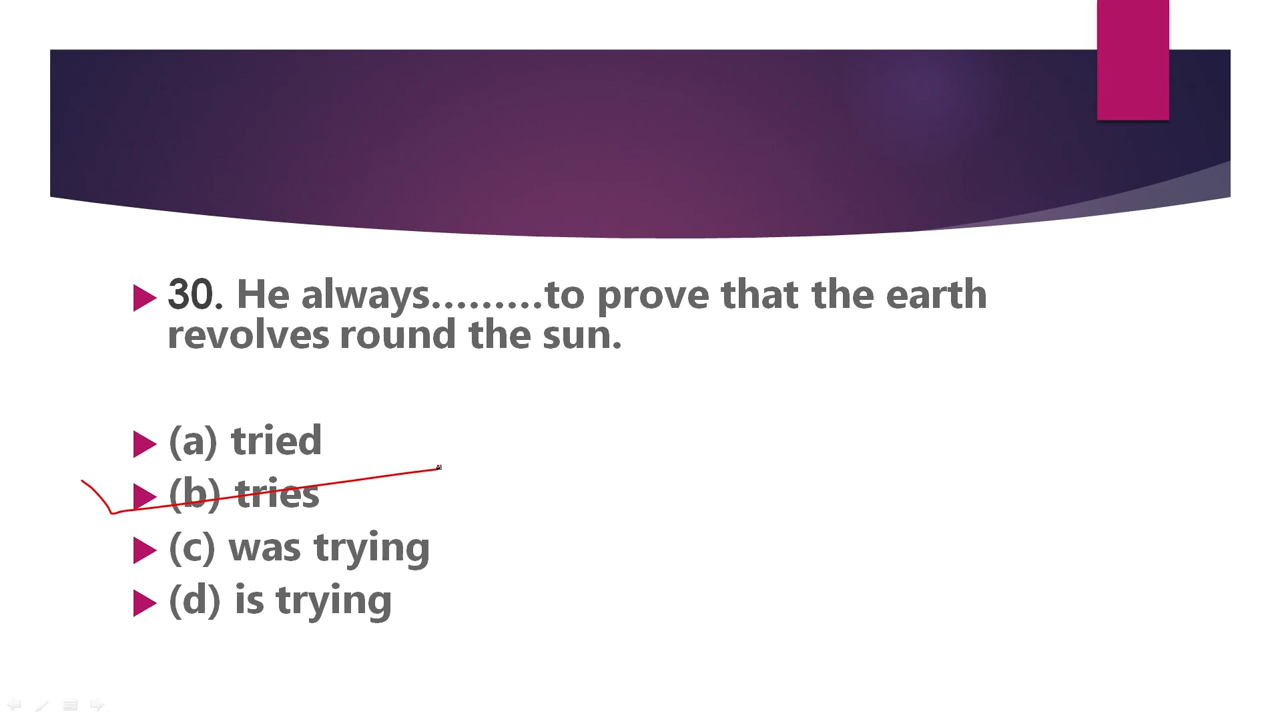 30. He always.........to prove that the earth
revolves round the sun.
(a) tried
(b) tries
(c) was trying
(d) is trying